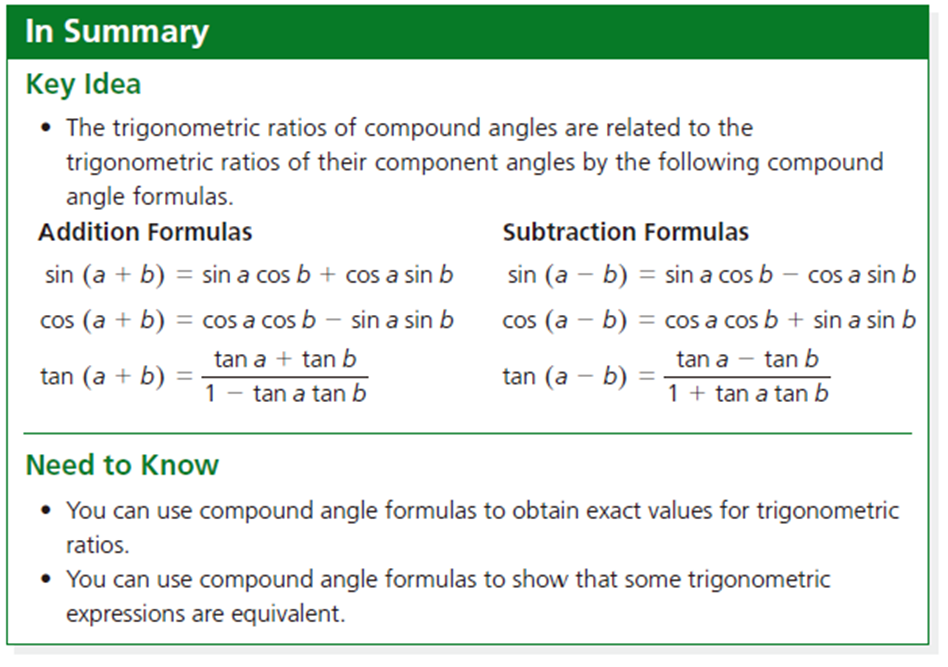 In Summary
Key Idea
• The trigonometric ratios of compound angles are related to the
trigonometric ratios of their component angles by the following compound
angle formulas.
Addition Formulas
sin (a + b) = sin a cos b + cos a sin b
cos (a + b) = cos a cos b − sin a sin b
tan (a + b) = \frac{tan a + tan b}{1 − tan a tan b}
Subtraction Formulas
sin (a − b) = sin a cos b − cos a sin b
cos (a − b) = cos a cos b + sin a sin b
tan (a − b) = \frac{tan a − tan b}{1 + tan a tan b}
Need to Know
• You can use compound angle formulas to obtain exact values for trigonometric
ratios.
• You can use compound angle formulas to show that some trigonometric
expressions are equivalent.